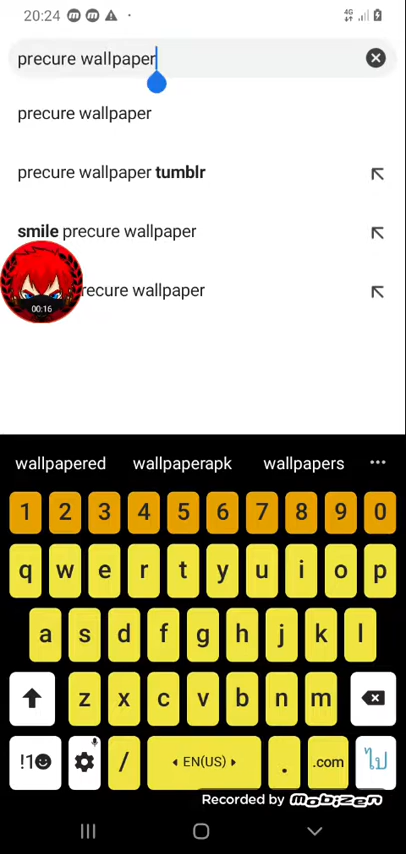 20:24 4G
precure wallpaper
precure wallpaper
precure wallpaper tumblr
smile precure wallpaper
recure wallpaper
00:16
wallpapered wallpaperapk wallpapers ...
1 2 3 4 5 6 7 8 9 0
q w e r t y u i o p
a s d f g h j k l
z x c v b n m
!1☻ / ◂ EN(US) ▸ . .com ไป
Recorded by mobizen